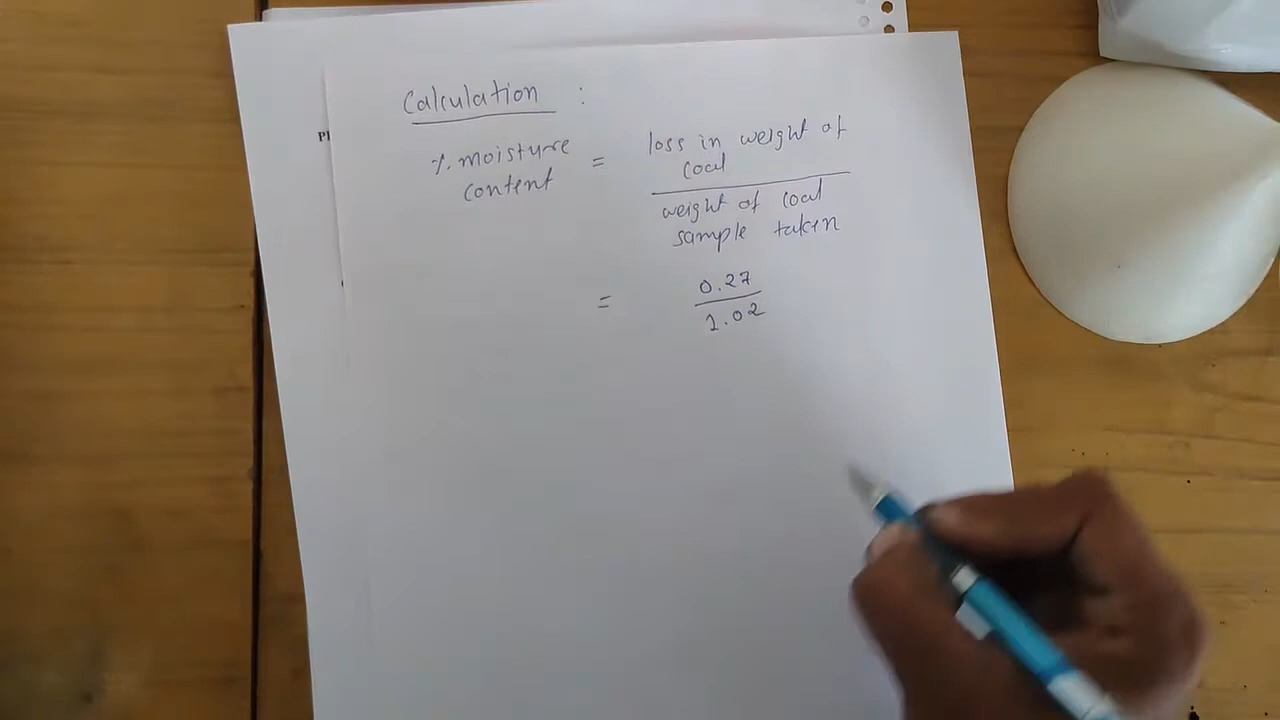 Calculation :
% moisture content = loss in weight of coal
weight of coal sample taken
= 0.27
1.02